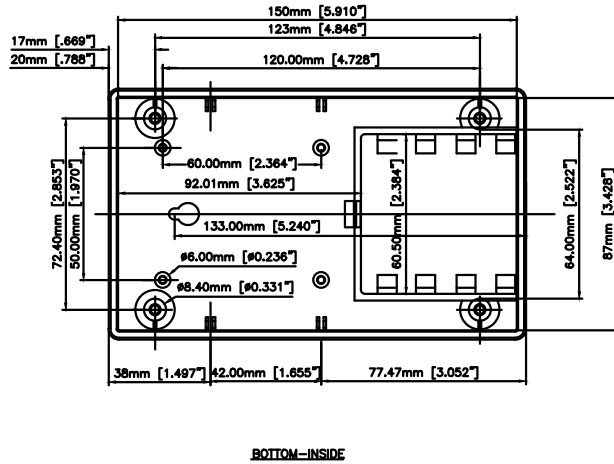 150mm [5.910"]
17mm [.669"]
123mm [4.846"]
20mm [.788"]
120.00mm [4.728"]
60.00mm [2.364"]
92.01mm [3.625"]
72.40mm [2.853"]
50.00mm [1.970"]
60.50mm [2.384"]
64.00mm [2.522"]
87mm [3.428"]
133.00mm [5.240"]
ø6.00mm [ø0.236"]
ø8.40mm [ø0.331"]
38mm [1.497"]
42.00mm [1.655"]
77.47mm [3.052"]
BOTTOM-INSIDE